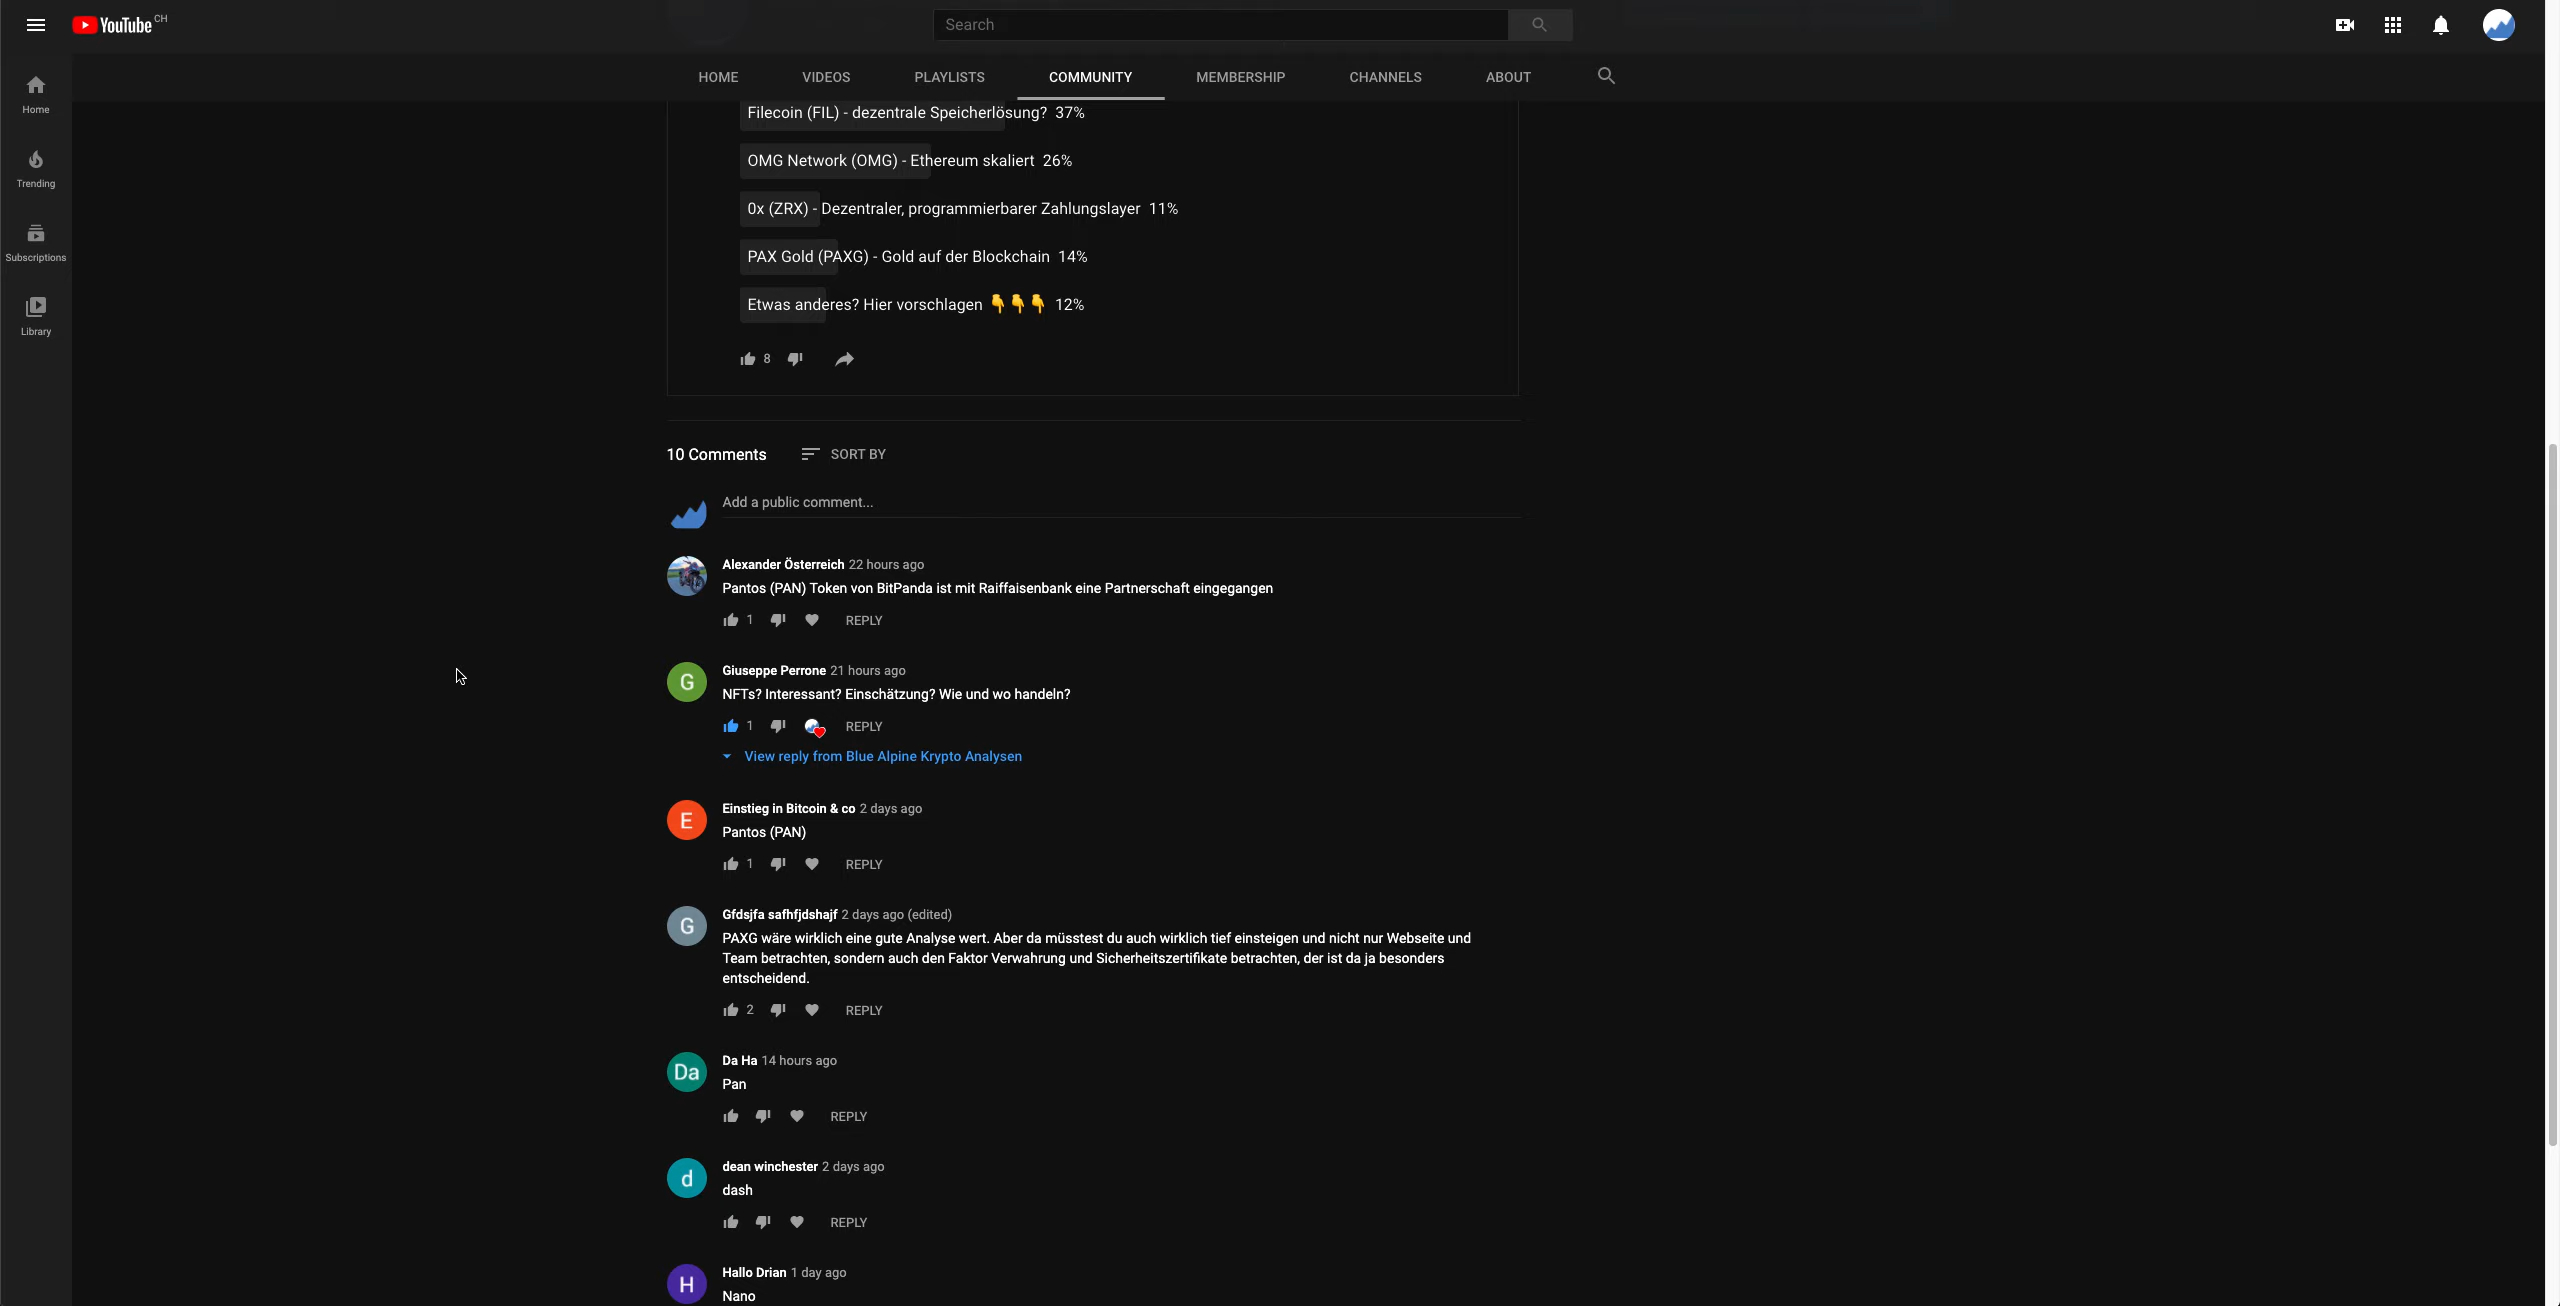 YouTube CH
Search
Home
Trending
Subscriptions
Library
HOME VIDEOS PLAYLISTS COMMUNITY MEMBERSHIP CHANNELS ABOUT
Filecoin (FIL) - dezentrale Speicherlösung? 37%
OMG Network (OMG) - Ethereum skaliert 26%
0x (ZRX) - Dezentraler, programmierbarer Zahlungslayer 11%
PAX Gold (PAXG) - Gold auf der Blockchain 14%
Etwas anderes? Hier vorschlagen 👇👇👇 12%
8
10 Comments SORT BY
Add a public comment...
Alexander Österreich 22 hours ago
Pantos (PAN) Token von BitPanda ist mit Raiffaisenbank eine Partnerschaft eingegangen
1 REPLY
G
Giuseppe Perrone 21 hours ago
NFTs? Interessant? Einschätzung? Wie und wo handeln?
1 REPLY
View reply from Blue Alpine Krypto Analysen
E
Einstieg in Bitcoin & co 2 days ago
Pantos (PAN)
1 REPLY
G
Gfdsjfa safhfjdshajf 2 days ago (edited)
PAXG wäre wirklich eine gute Analyse wert. Aber da müsstest du auch wirklich tief einsteigen und nicht nur Webseite und
Team betrachten, sondern auch den Faktor Verwahrung und Sicherheitszertifikate betrachten, der ist da ja besonders
entscheidend.
2 REPLY
Da
Da Ha 14 hours ago
Pan
REPLY
d
dean winchester 2 days ago
dash
REPLY
H
Hallo Drian 1 day ago
Nano